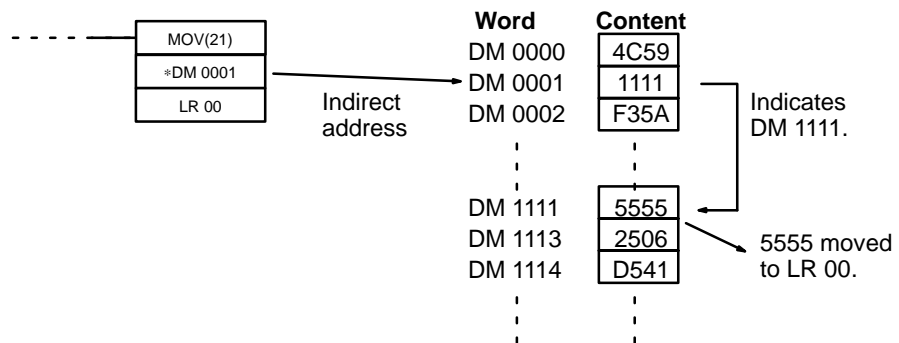 MOV(21)
∗DM 0001
LR 00
Indirect
address
Word Content
DM 0000 4C59
DM 0001 1111
DM 0002 F35A
Indicates
DM 1111.
DM 1111 5555
DM 1113 2506
DM 1114 D541
5555 moved
to LR 00.